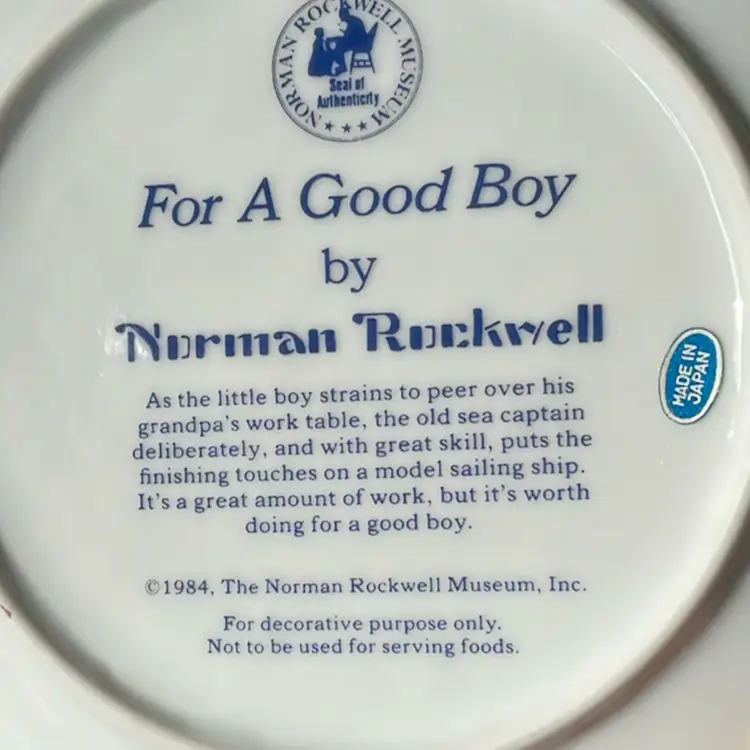 NORMAN ROCKWELL MUSEUM
Seal of
Authenticity
For A Good Boy
by
Norman Rockwell
MADE IN
JAPAN
As the little boy strains to peer over his
grandpa's work table, the old sea captain
deliberately, and with great skill, puts the
finishing touches on a model sailing ship.
It's a great amount of work, but it's worth
doing for a good boy.
©1984, The Norman Rockwell Museum, Inc.
For decorative purpose only.
Not to be used for serving foods.